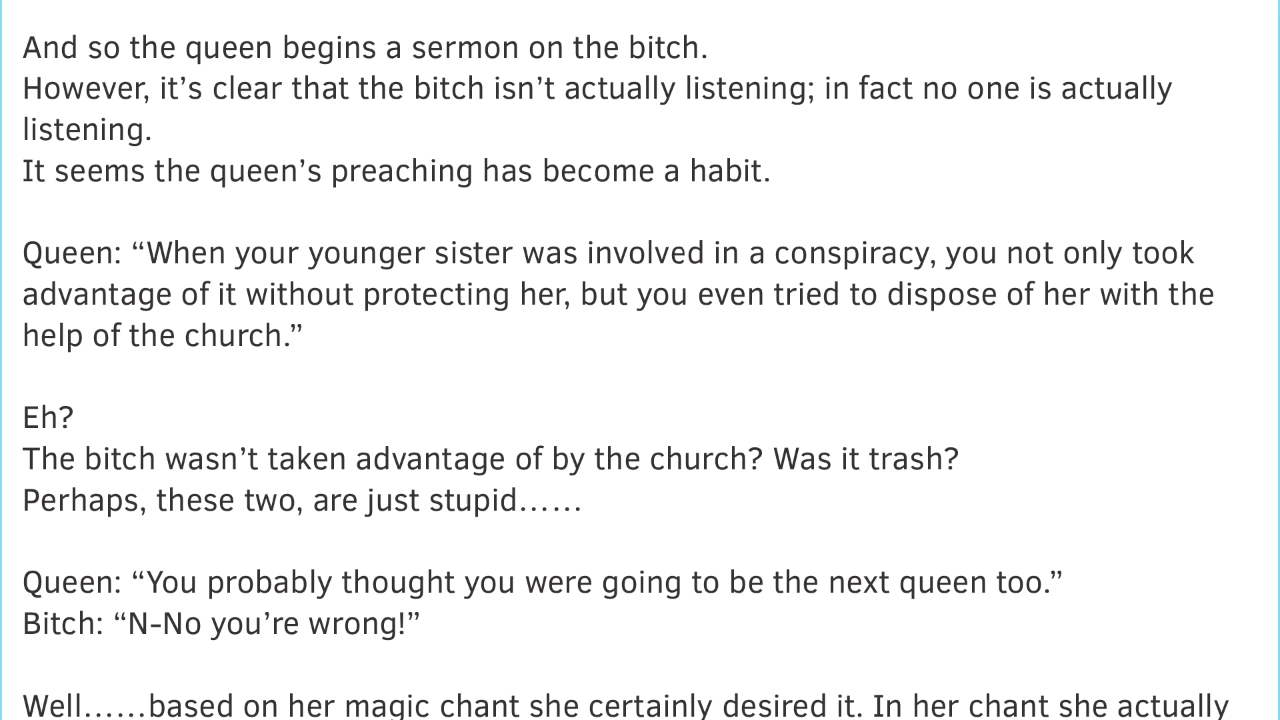 And so the queen begins a sermon on the bitch.
However, it’s clear that the bitch isn’t actually listening; in fact no one is actually
listening.
It seems the queen’s preaching has become a habit.
Queen: “When your younger sister was involved in a conspiracy, you not only took
advantage of it without protecting her, but you even tried to dispose of her with the
help of the church.”
Eh?
The bitch wasn’t taken advantage of by the church? Was it trash?
Perhaps, these two, are just stupid……
Queen: “You probably thought you were going to be the next queen too.”
Bitch: “N-No you’re wrong!”
Well……based on her magic chant she certainly desired it. In her chant she actually